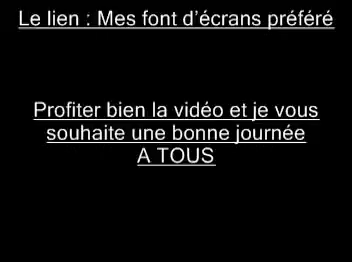 Le lien : Mes font d'écrans préféré
Profiter bien la vidéo et je vous
souhaite une bonne journée
A TOUS